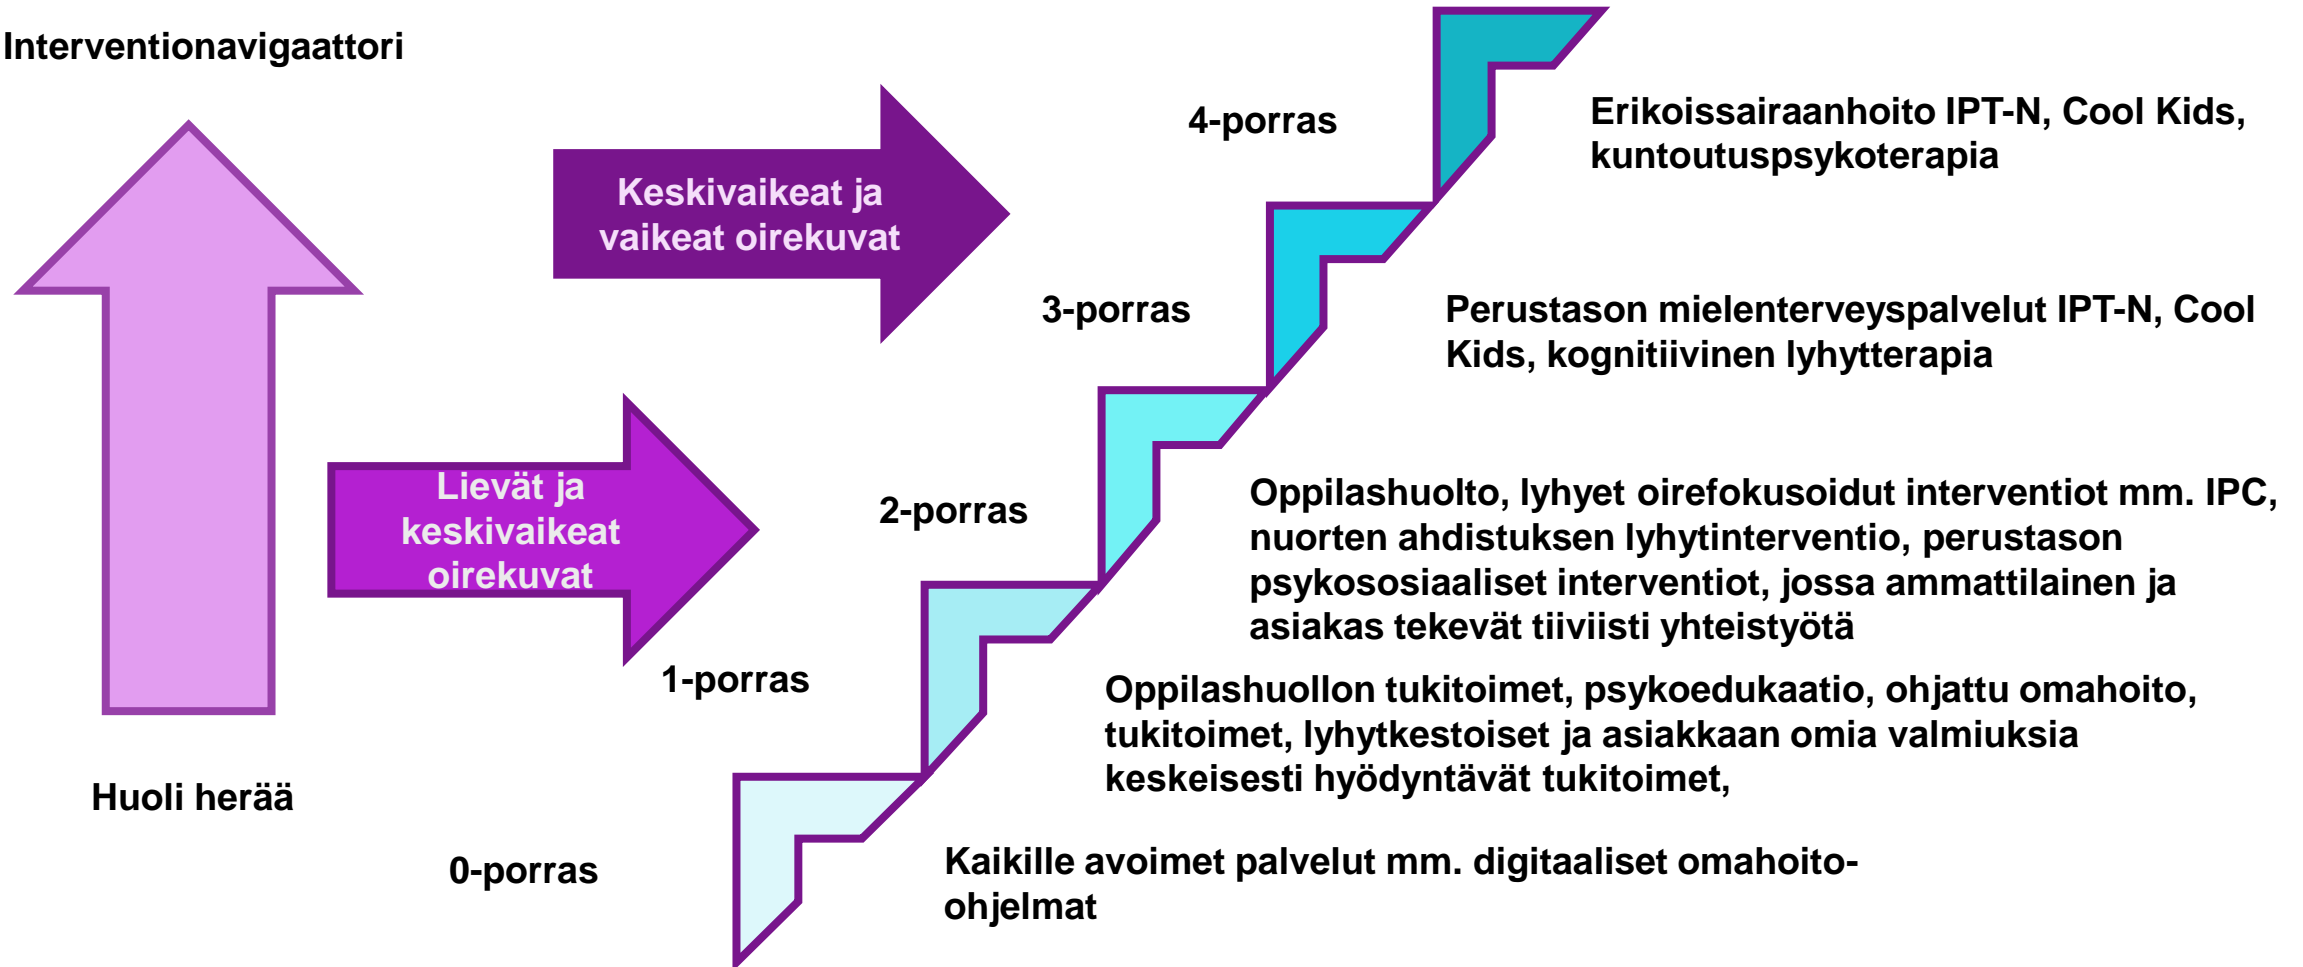 Interventionavigaattori
4-porras
Erikoissairaanhoito IPT-N, Cool Kids,
kuntoutuspsykoterapia
Keskivaikeat ja
vaikeat oirekuvat
3-porras
Perustason mielenterveyspalvelut IPT-N, Cool
Kids, kognitiivinen lyhytterapia
Lievät ja
keskivaikeat
oirekuvat
2-porras
Oppilashuolto, lyhyet oirefokusoidut interventiot mm. IPC,
nuorten ahdistuksen lyhytinterventio, perustason
psykososiaaliset interventiot, jossa ammattilainen ja
asiakas tekevät tiiviisti yhteistyötä
1-porras
Oppilashuollon tukitoimet, psykoedukaatio, ohjattu omahoito,
tukitoimet, lyhytkestoiset ja asiakkaan omia valmiuksia
keskeisesti hyödyntävät tukitoimet,
Huoli herää
0-porras
Kaikille avoimet palvelut mm. digitaaliset omahoito-
ohjelmat